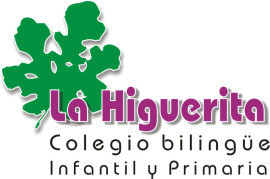 La Higuerita
Colegio bilingüe
Infantil y Primaria